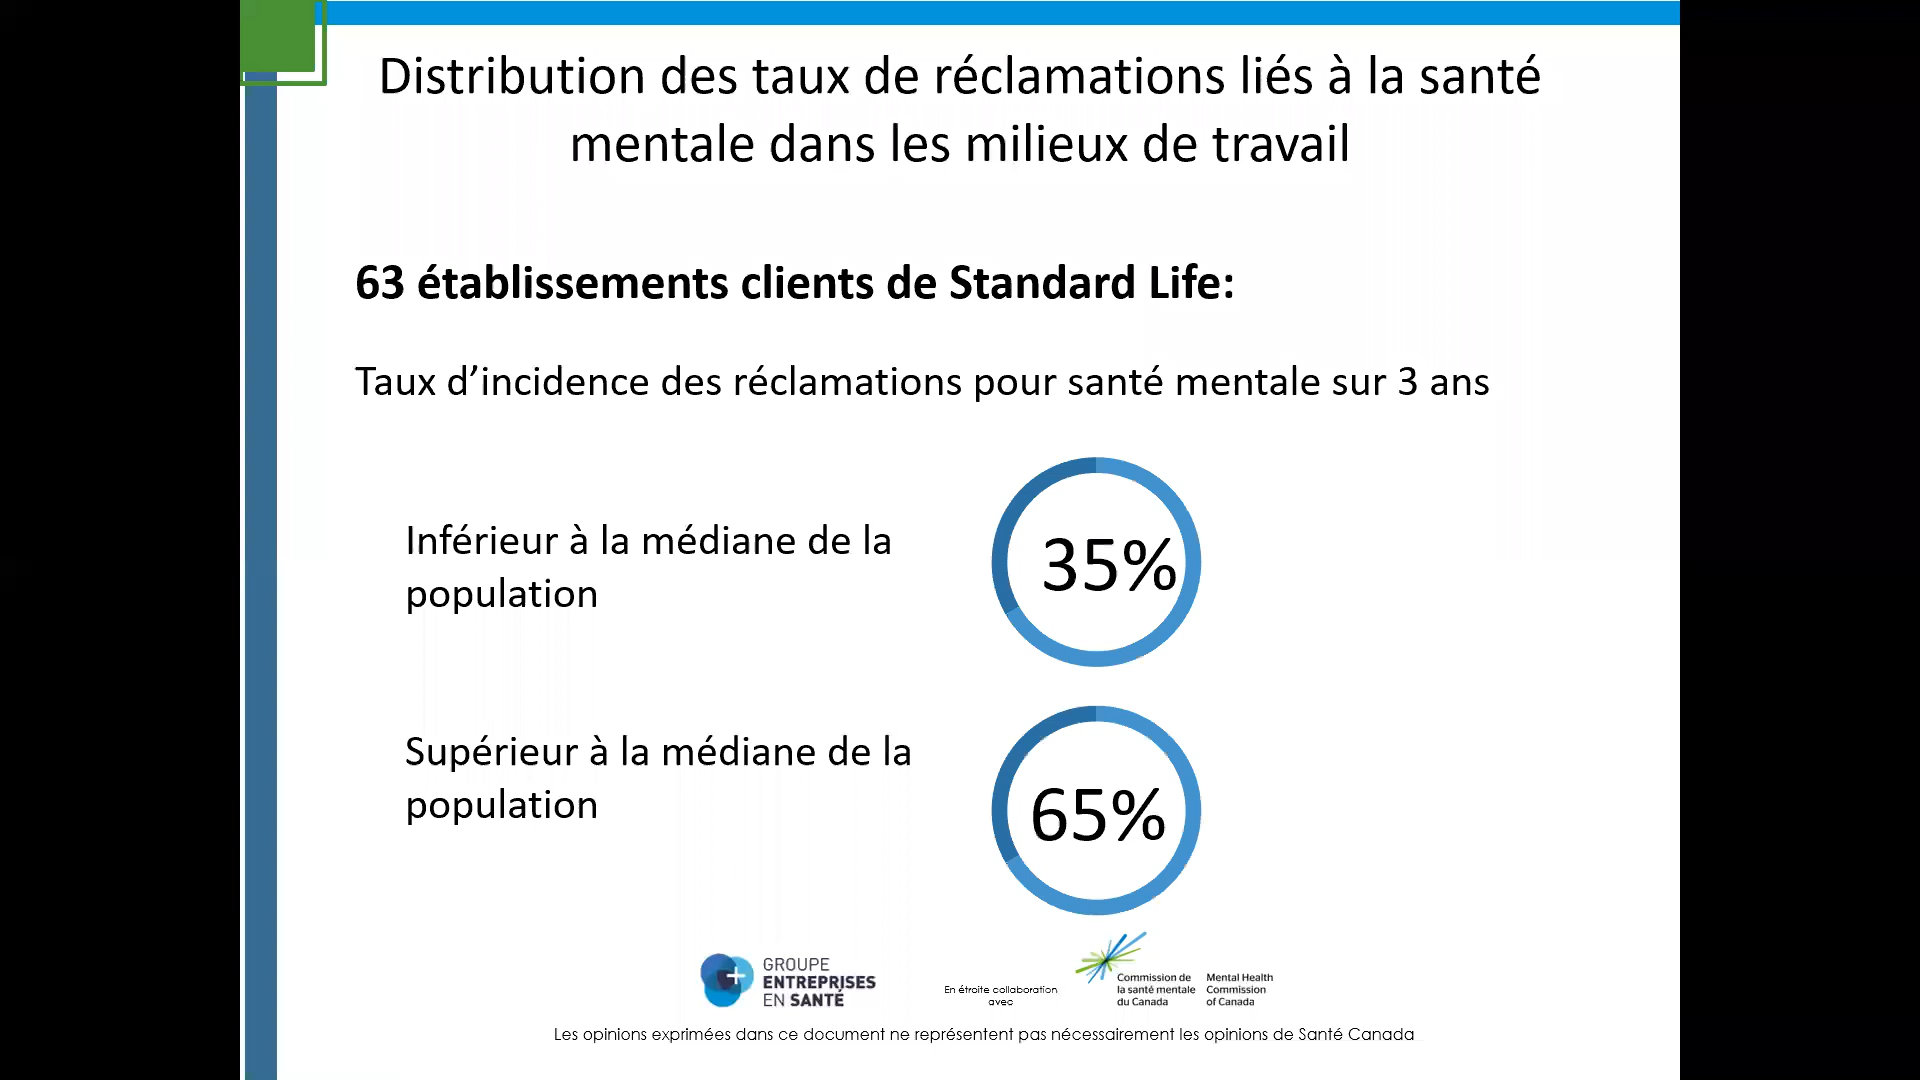 Distribution des taux de réclamations liés à la santé
mentale dans les milieux de travail
63 établissements clients de Standard Life:
Taux d’incidence des réclamations pour santé mentale sur 3 ans
Inférieur à la médiane de la
population
35%
Supérieur à la médiane de la
population
65%
GROUPE
ENTREPRISES
EN SANTÉ
En étroite collaboration
avec
Commission de
la santé mentale
du Canada
Mental Health
Commission
of Canada
Les opinions exprimées dans ce document ne représentent pas nécessairement les opinions de Santé Canada